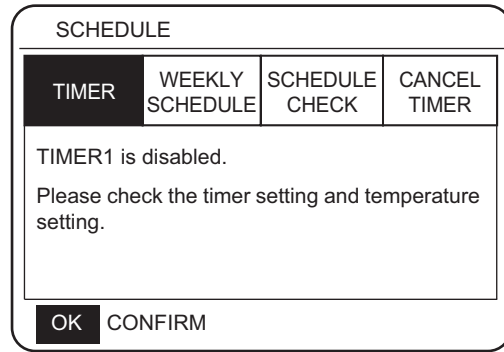 SCHEDULE
TIMER
WEEKLY SCHEDULE
SCHEDULE CHECK
CANCEL TIMER
TIMER1 is disabled.
Please check the timer setting and temperature
setting.
OK CONFIRM